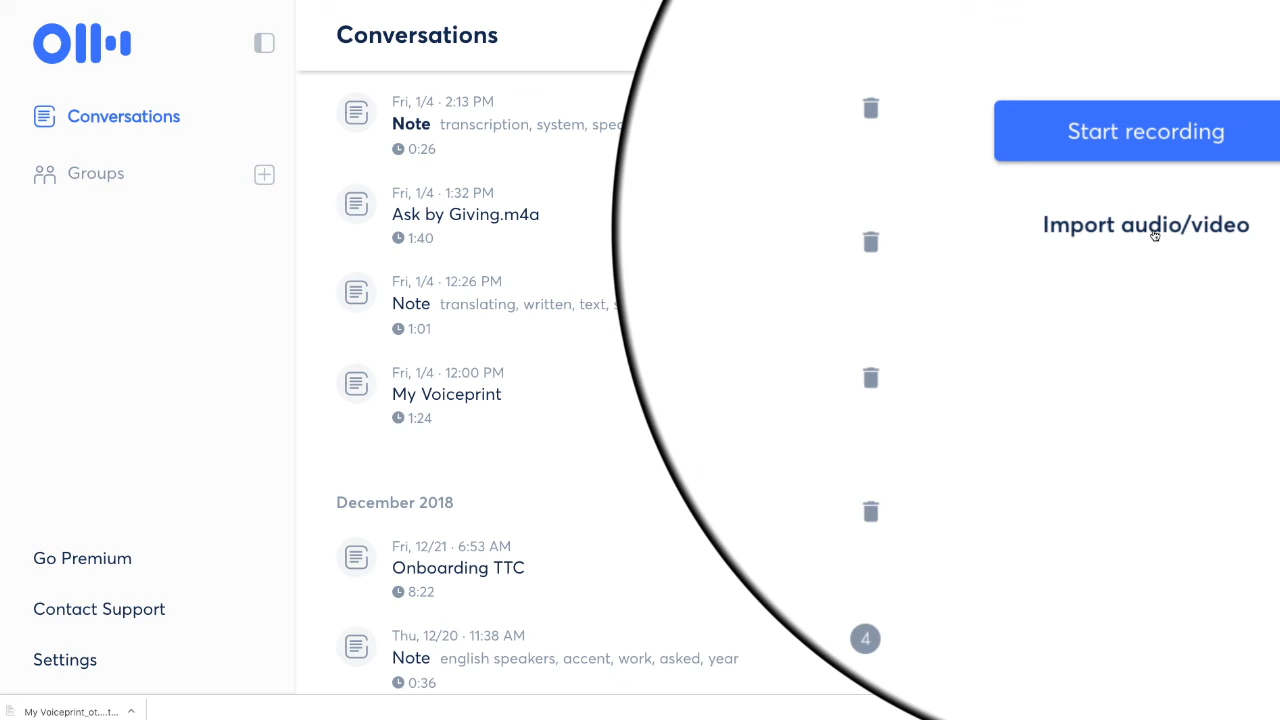 Conversations
Groups
Go Premium
Contact Support
Settings
Conversations
Fri, 1/4 · 2:13 PM
Note transcription, system,
0:26
Fri, 1/4 · 1:32 PM
Ask by Giving.m4a
1:40
Fri, 1/4 · 12:26 PM
Note translating, written, text,
1:01
Fri, 1/4 · 12:00 PM
My Voiceprint
1:24
December 2018
Fri, 12/21 · 6:53 AM
Onboarding TTC
8:22
Thu, 12/20 · 11:38 AM
Note english speakers, accent, work, asked, year
0:36
4
Start recording
Import audio/video
My Voiceprint_ot....t...